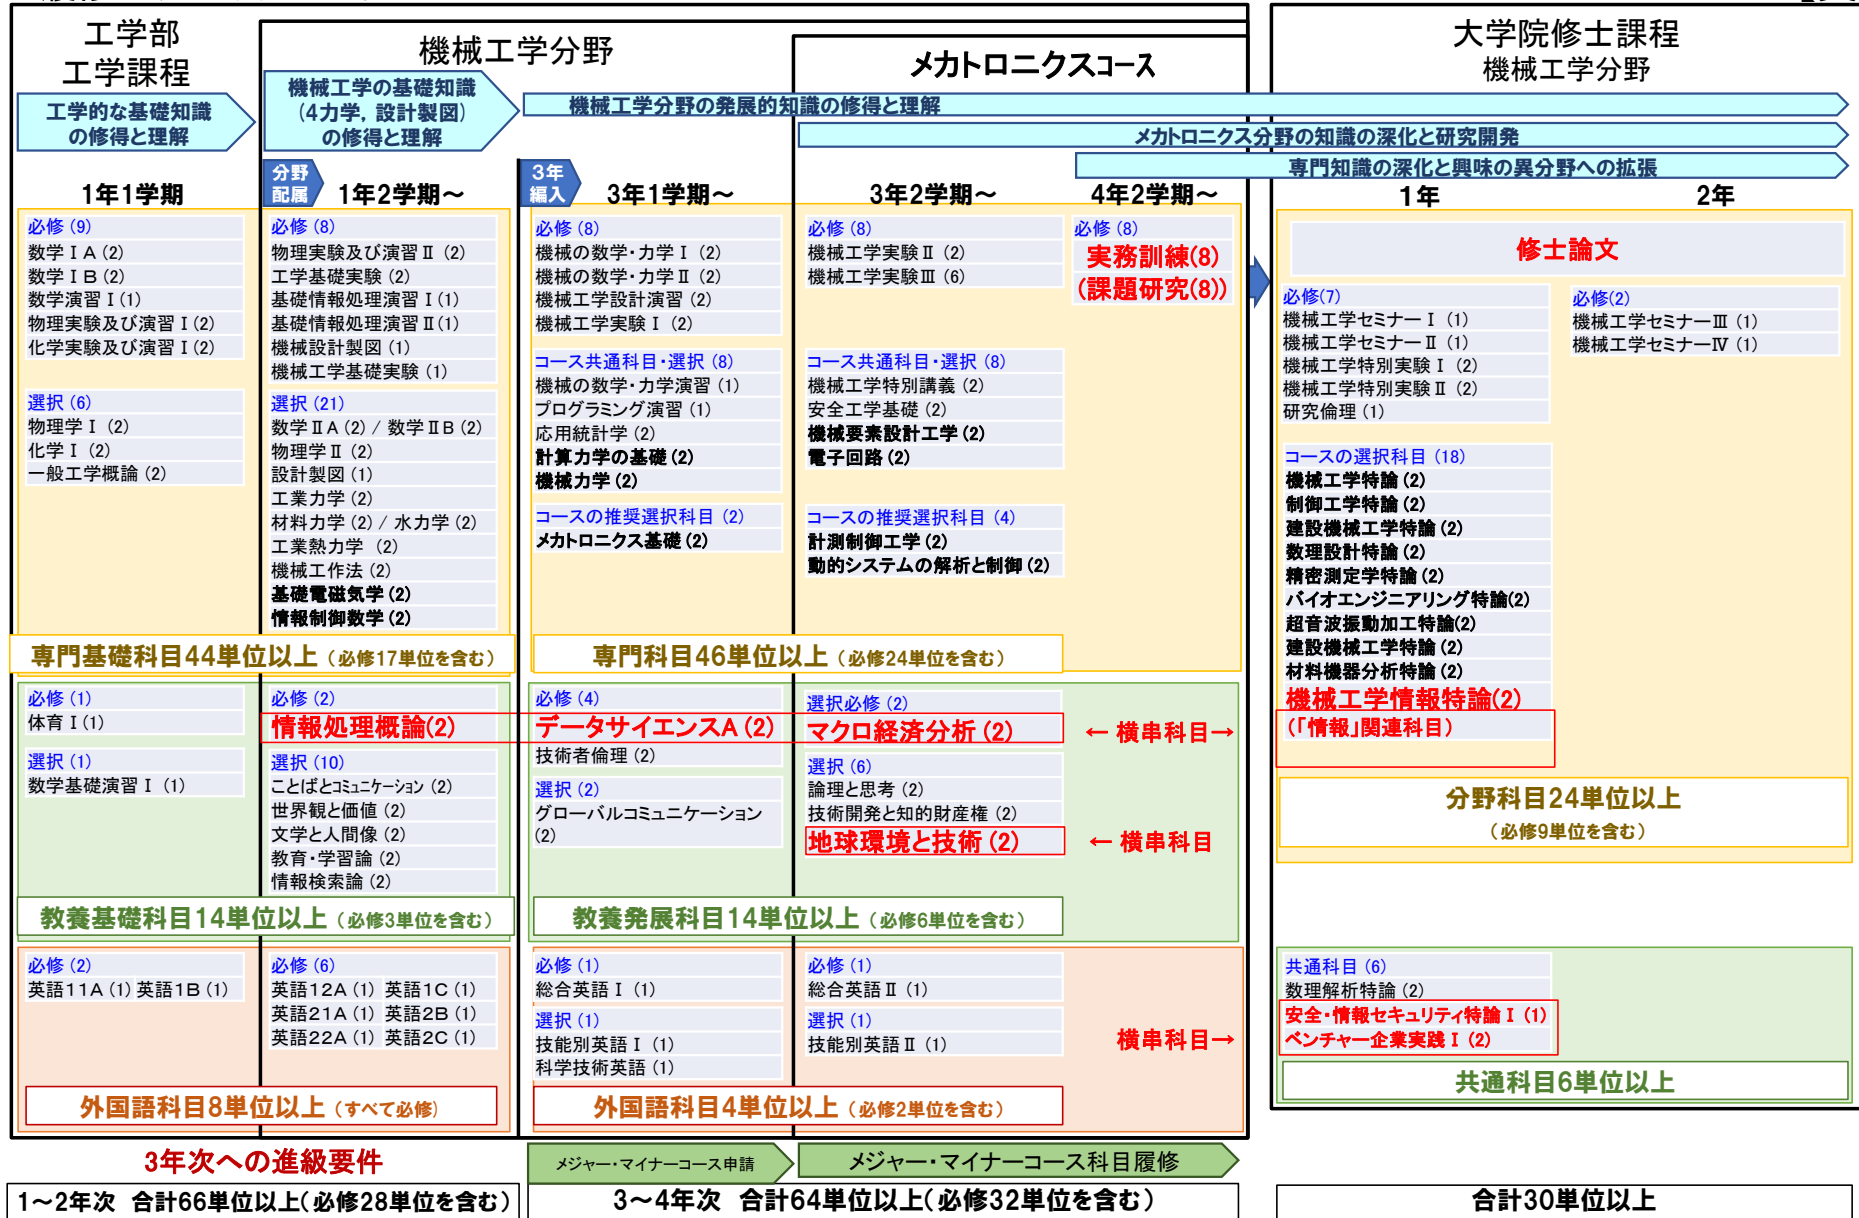 工学部
工学課程
機械工学分野
メカトロニクスコース
大学院修士課程
機械工学分野
工学的な基礎知識
の修得と理解
機械工学の基礎知識
(4力学, 設計製図)
の修得と理解
機械工学分野の発展的知識の修得と理解
メカトロニクス分野の知識の深化と研究開発
専門知識の深化と興味の異分野への拡張
1年1学期
分野
配属
1年2学期～
3年
編入
3年1学期～
3年2学期～
4年2学期～
1年
2年
必修 (9)
数学ⅠA (2)
数学ⅠB (2)
数学演習Ⅰ(1)
物理実験及び演習Ⅰ(2)
化学実験及び演習Ⅰ(2)
選択 (6)
物理学Ⅰ (2)
化学Ⅰ (2)
一般工学概論 (2)
必修 (8)
物理実験及び演習Ⅱ (2)
工学基礎実験 (2)
基礎情報処理演習Ⅰ(1)
基礎情報処理演習Ⅱ(1)
機械設計製図 (1)
機械工学基礎実験 (1)
選択 (21)
数学ⅡA (2) / 数学ⅡB (2)
物理学Ⅱ (2)
設計製図 (1)
工業力学 (2)
材料力学 (2) / 水力学 (2)
工業熱力学 (2)
機械工作法 (2)
基礎電磁気学 (2)
情報制御数学 (2)
専門基礎科目44単位以上 (必修17単位を含む)
必修 (8)
機械の数学・力学Ⅰ (2)
機械の数学・力学Ⅱ (2)
機械工学設計演習 (2)
機械工学実験Ⅰ (2)
コース共通科目・選択 (8)
機械の数学・力学演習 (1)
プログラミング演習 (1)
応用統計学 (2)
計算力学の基礎 (2)
機械力学 (2)
コースの推奨選択科目 (2)
メカトロニクス基礎 (2)
必修 (8)
機械工学実験Ⅱ (2)
機械工学実験Ⅲ (6)
コース共通科目・選択 (8)
機械工学特別講義 (2)
安全工学基礎 (2)
機械要素設計工学 (2)
電子回路 (2)
コースの推奨選択科目 (4)
計測制御工学 (2)
動的システムの解析と制御 (2)
必修 (8)
実務訓練(8)
(課題研究(8))
専門科目46単位以上 (必修24単位を含む)
修士論文
必修(7)
機械工学セミナーⅠ (1)
機械工学セミナーⅡ (1)
機械工学特別実験Ⅰ (2)
機械工学特別実験Ⅱ (2)
研究倫理 (1)
必修(2)
機械工学セミナーⅢ (1)
機械工学セミナーⅣ (1)
コースの選択科目 (18)
機械工学特論 (2)
制御工学特論 (2)
建設機械工学特論 (2)
数理設計特論 (2)
精密測定学特論 (2)
バイオエンジニアリング特論(2)
超音波振動加工特論(2)
建設機械工学特論 (2)
材料機器分析特論 (2)
機械工学情報特論(2)
(「情報」関連科目)
分野科目24単位以上
(必修9単位を含む)
必修 (1)
体育Ⅰ(1)
選択 (1)
数学基礎演習Ⅰ (1)
必修 (2)
情報処理概論(2)
選択 (10)
ことばとコミュニケーション (2)
世界観と価値 (2)
文学と人間像 (2)
教育・学習論 (2)
情報検索論 (2)
教養基礎科目14単位以上 (必修3単位を含む)
必修 (4)
データサイエンスA (2)
技術者倫理 (2)
選択 (2)
グローバルコミュニケーション
(2)
選択必修 (2)
マクロ経済分析 (2)
選択 (6)
論理と思考 (2)
技術開発と知的財産権 (2)
地球環境と技術 (2)
← 横串科目→
← 横串科目
教養発展科目14単位以上 (必修6単位を含む)
必修 (2)
英語11A (1) 英語1B (1)
必修 (6)
英語12A (1) 英語1C (1)
英語21A (1) 英語2B (1)
英語22A (1) 英語2C (1)
外国語科目8単位以上 (すべて必修)
必修 (1)
総合英語Ⅰ (1)
選択 (1)
技能別英語Ⅰ (1)
科学技術英語 (1)
必修 (1)
総合英語Ⅱ (1)
選択 (1)
技能別英語Ⅱ (1)
横串科目→
外国語科目4単位以上 (必修2単位を含む)
共通科目 (6)
数理解析特論 (2)
安全・情報セキュリティ特論Ⅰ (1)
ベンチャー企業実践Ⅰ (2)
共通科目6単位以上
3年次への進級要件
メジャー・マイナーコース申請
メジャー・マイナーコース科目履修
1～2年次 合計66単位以上(必修28単位を含む)
3～4年次 合計64単位以上(必修32単位を含む)
合計30単位以上